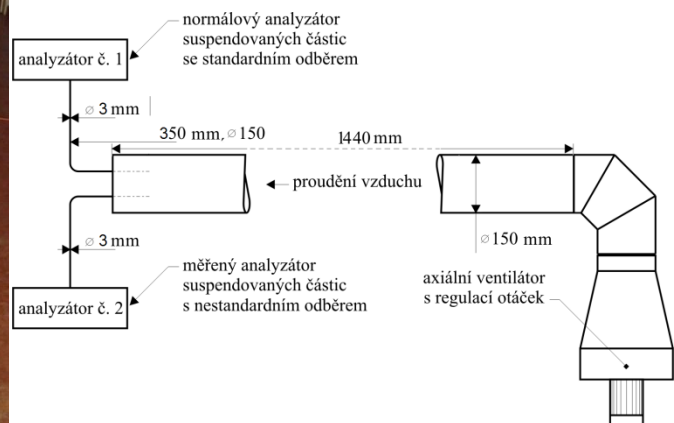 normálový analyzátor
suspendovaných částic
se standardním odběrem
analyzátor č. 1
⌀ 3 mm
350 mm, ⌀ 150
1440 mm
proudění vzduchu
⌀ 150 mm
⌀ 3 mm
měřený analyzátor
suspendovaných částic
s nestandardním odběrem
analyzátor č. 2
axiální ventilátor
s regulací otáček